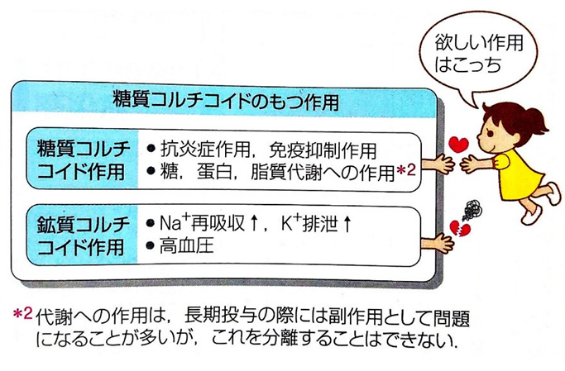 欲しい作用
はこっち
糖質コルチコイドのもつ作用
糖質コルチ
コイド作用
●抗炎症作用，免疫抑制作用
●糖，蛋白，脂質代謝への作用*2
鉱質コルチ
コイド作用
●Na⁺再吸収↑，K⁺排泄↑
●高血圧
*2代謝への作用は，長期投与の際には副作用として問題
になることが多いが，これを分離することはできない．